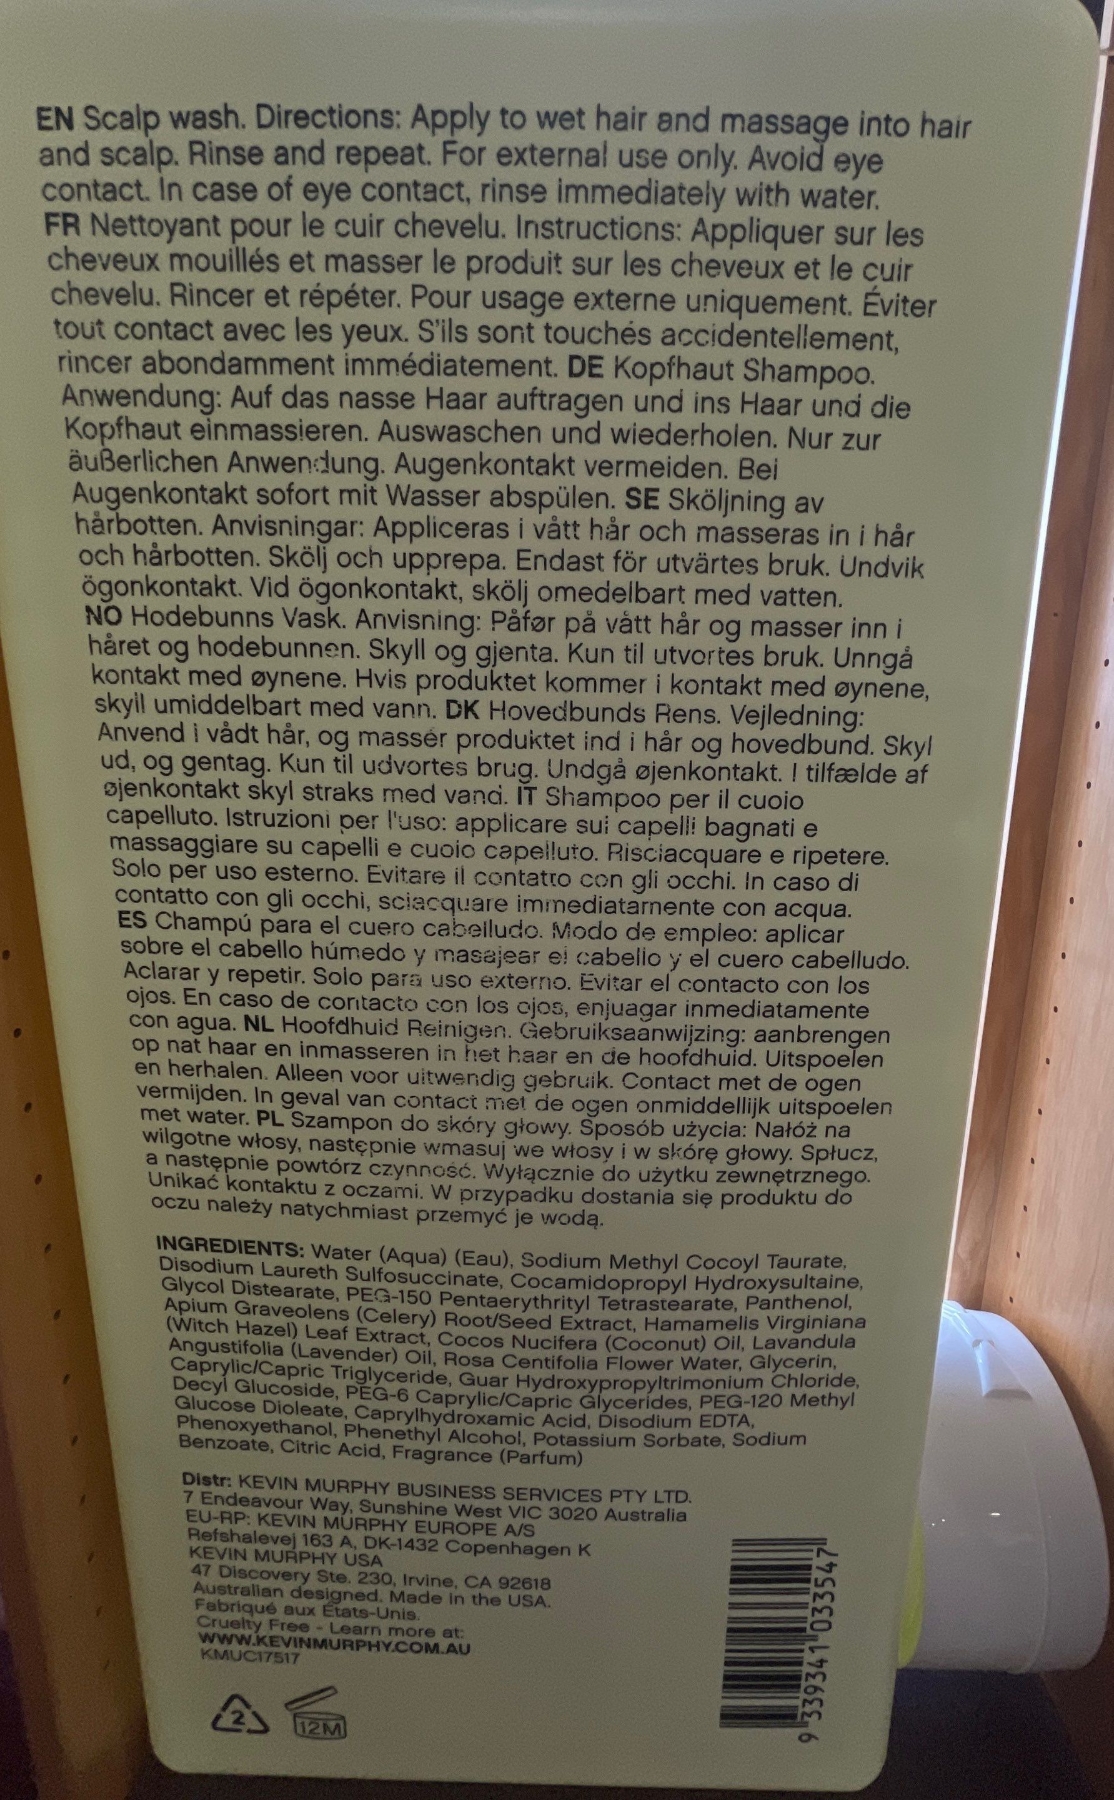 EN Scalp wash. Directions: Apply to wet hair and massage into hair
and scalp. Rinse and repeat. For external use only. Avoid eye
contact. In case of eye contact, rinse immediately with water.
FR Nettoyant pour le cuir chevelu. Instructions: Appliquer sur les
cheveux mouillés et masser le produit sur les cheveux et le cuir
chevelu. Rincer et répéter. Pour usage externe uniquement. Éviter
tout contact avec les yeux. S'ils sont touchés accidentellement,
rincer abondamment immédiatement. DE Kopfhaut Shampoo.
Anwendung: Auf das nasse Haar auftragen und ins Haar und die
Kopfhaut einmassieren. Auswaschen und wiederholen. Nur zur
äußerlichen Anwendung. Augenkontakt vermeiden. Bei
Augenkontakt sofort mit Wasser abspülen. SE Sköljning av
hårbotten. Anvisningar: Appliceras i vått hår och masseras in i hår
och hårbotten. Skölj och upprepa. Endast för utvärtes bruk. Undvik
ögonkontakt. Vid ögonkontakt, skölj omedelbart med vatten.
NO Hodebunns Vask. Anvisning: Påfør på vått hår og masser inn i
håret og hodebunnen. Skyll og gjenta. Kun til utvortes bruk. Unngå
kontakt med øynene. Hvis produktet kommer i kontakt med øynene,
skyll umiddelbart med vann. DK Hovedbunds Rens. Vejledning:
Anvend i vådt hår, og massér produktet ind i hår og hovedbund. Skyl
ud, og gentag. Kun til udvortes brug. Undgå øjenkontakt. I tilfælde af
øjenkontakt skyl straks med vand. IT Shampoo per il cuoio
capelluto. Istruzioni per l'uso: applicare sui capelli bagnati e
massaggiare su capelli e cuoio capelluto. Risciacquare e ripetere.
Solo per uso esterno. Evitare il contatto con gli occhi. In caso di
contatto con gli occhi, sciacquare immediatamente con acqua.
ES Champú para el cuero cabelludo. Modo de empleo: aplicar
sobre el cabello húmedo y masajear el cabello y el cuero cabelludo.
Aclarar y repetir. Solo para uso externo. Evitar el contacto con los
ojos. En caso de contacto con los ojos, enjuagar inmediatamente
con agua. NL Hoofdhuid Reinigen. Gebruiksaanwijzing: aanbrengen
op nat haar en inmasseren in het haar en de hoofdhuid. Uitspoelen
en herhalen. Alleen voor uitwendig gebruik. Contact met de ogen
vermijden. In geval van contact met de ogen onmiddellijk uitspoelen
met water. PL Szampon do skóry głowy. Sposób użycia: Nałóż na
wilgotne włosy, następnie wmasuj we włosy i w skórę głowy. Spłucz,
a następnie powtórz czynność. Wyłącznie do użytku zewnętrznego.
Unikać kontaktu z oczami. W przypadku dostania się produktu do
oczu należy natychmiast przemyć je wodą.
INGREDIENTS: Water (Aqua) (Eau), Sodium Methyl Cocoyl Taurate,
Disodium Laureth Sulfosuccinate, Cocamidopropyl Hydroxysultaine,
Glycol Distearate, PEG-150 Pentaerythrityl Tetrastearate, Panthenol,
Apium Graveolens (Celery) Root/Seed Extract, Hamamelis Virginiana
(Witch Hazel) Leaf Extract, Cocos Nucifera (Coconut) Oil, Lavandula
Angustifolia (Lavender) Oil, Rosa Centifolia Flower Water, Glycerin,
Caprylic/Capric Triglyceride, Guar Hydroxypropyltrimonium Chloride,
Decyl Glucoside, PEG-6 Caprylic/Capric Glycerides, PEG-120 Methyl
Glucose Dioleate, Caprylhydroxamic Acid, Disodium EDTA,
Phenoxyethanol, Phenethyl Alcohol, Potassium Sorbate, Sodium
Benzoate, Citric Acid, Fragrance (Parfum)
Distr: KEVIN MURPHY BUSINESS SERVICES PTY LTD.
7 Endeavour Way, Sunshine West VIC 3020 Australia
EU-RP: KEVIN MURPHY EUROPE A/S
Refshalevej 163 A, DK-1432 Copenhagen K
KEVIN MURPHY USA
47 Discovery Ste. 230, Irvine, CA 92618
Australian designed. Made in the USA.
Fabriqué aux États-Unis.
Cruelty Free - Learn more at:
WWW.KEVINMURPHY.COM.AU
KMUC17517
2
12M
9 339341 033547